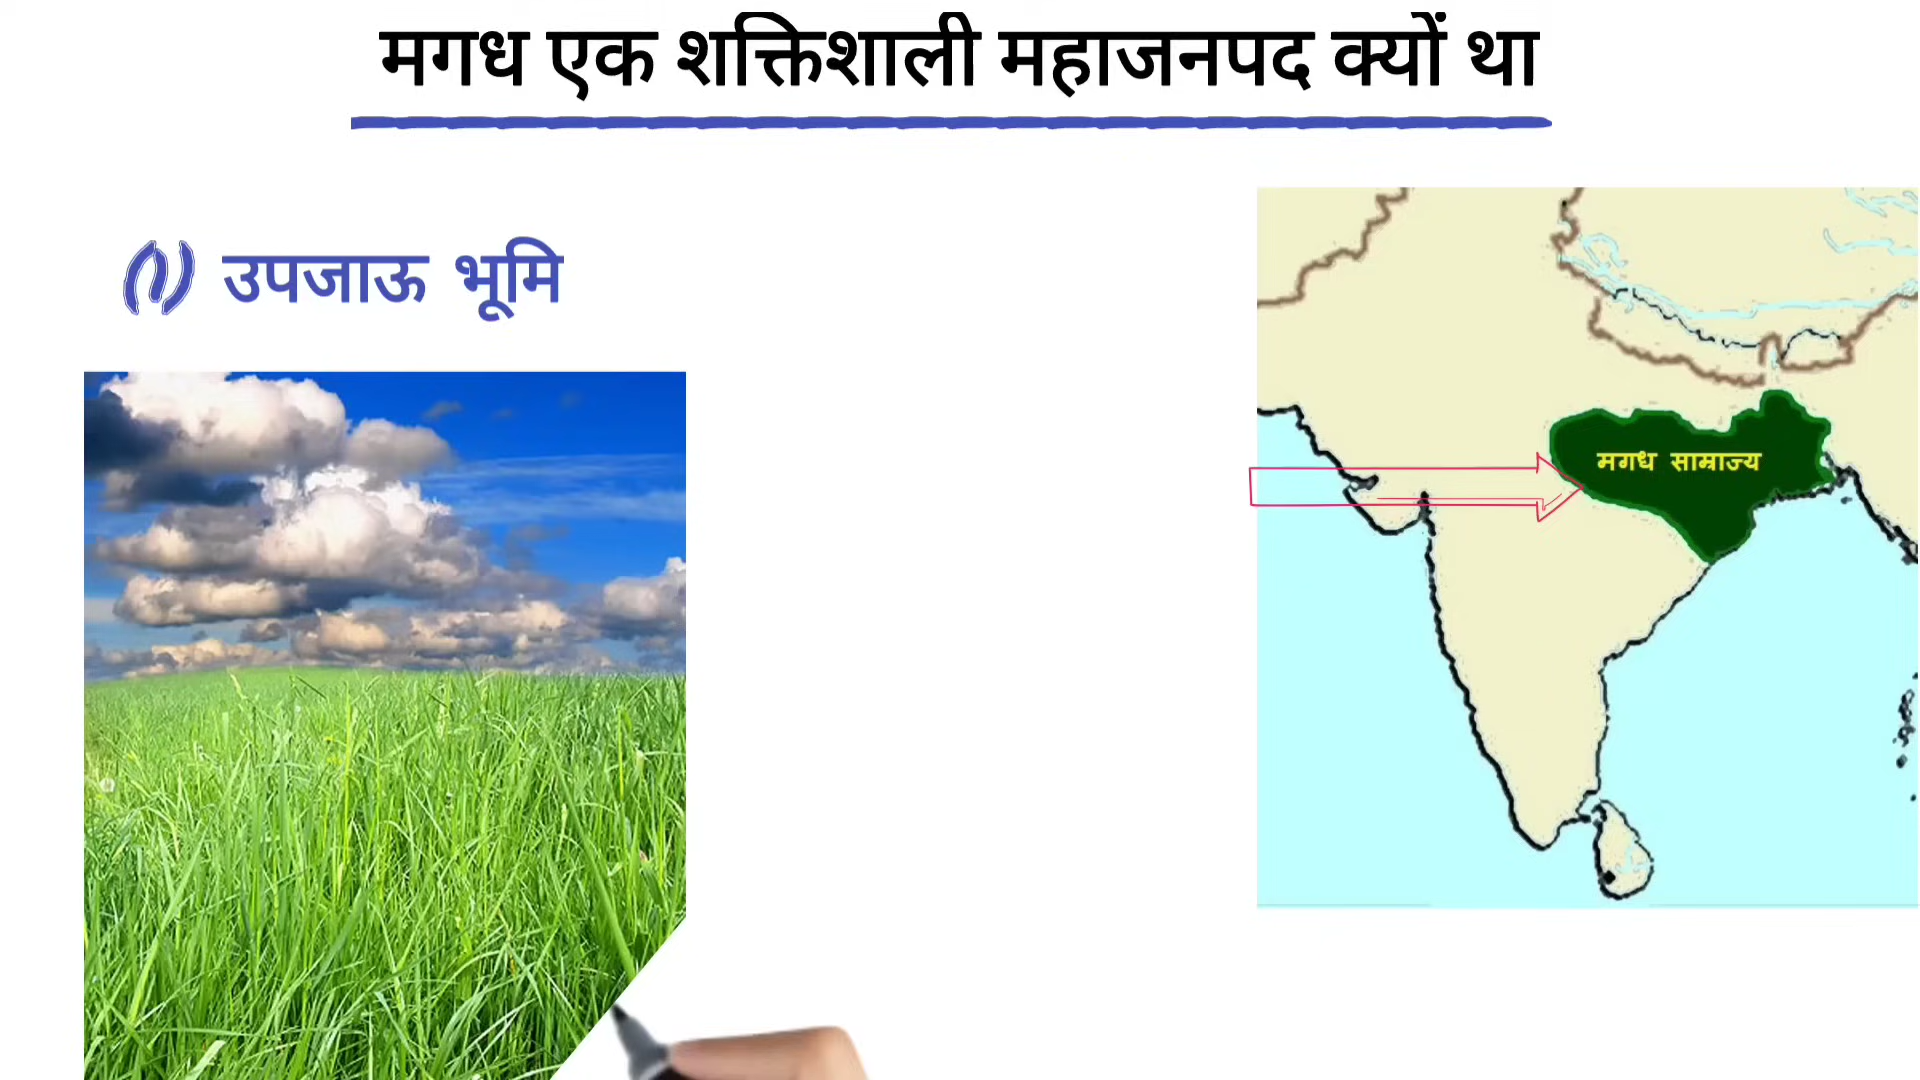 मगध एक शक्तिशाली महाजनपद क्यों था
(1) उपजाऊ भूमि
मगध साम्राज्य